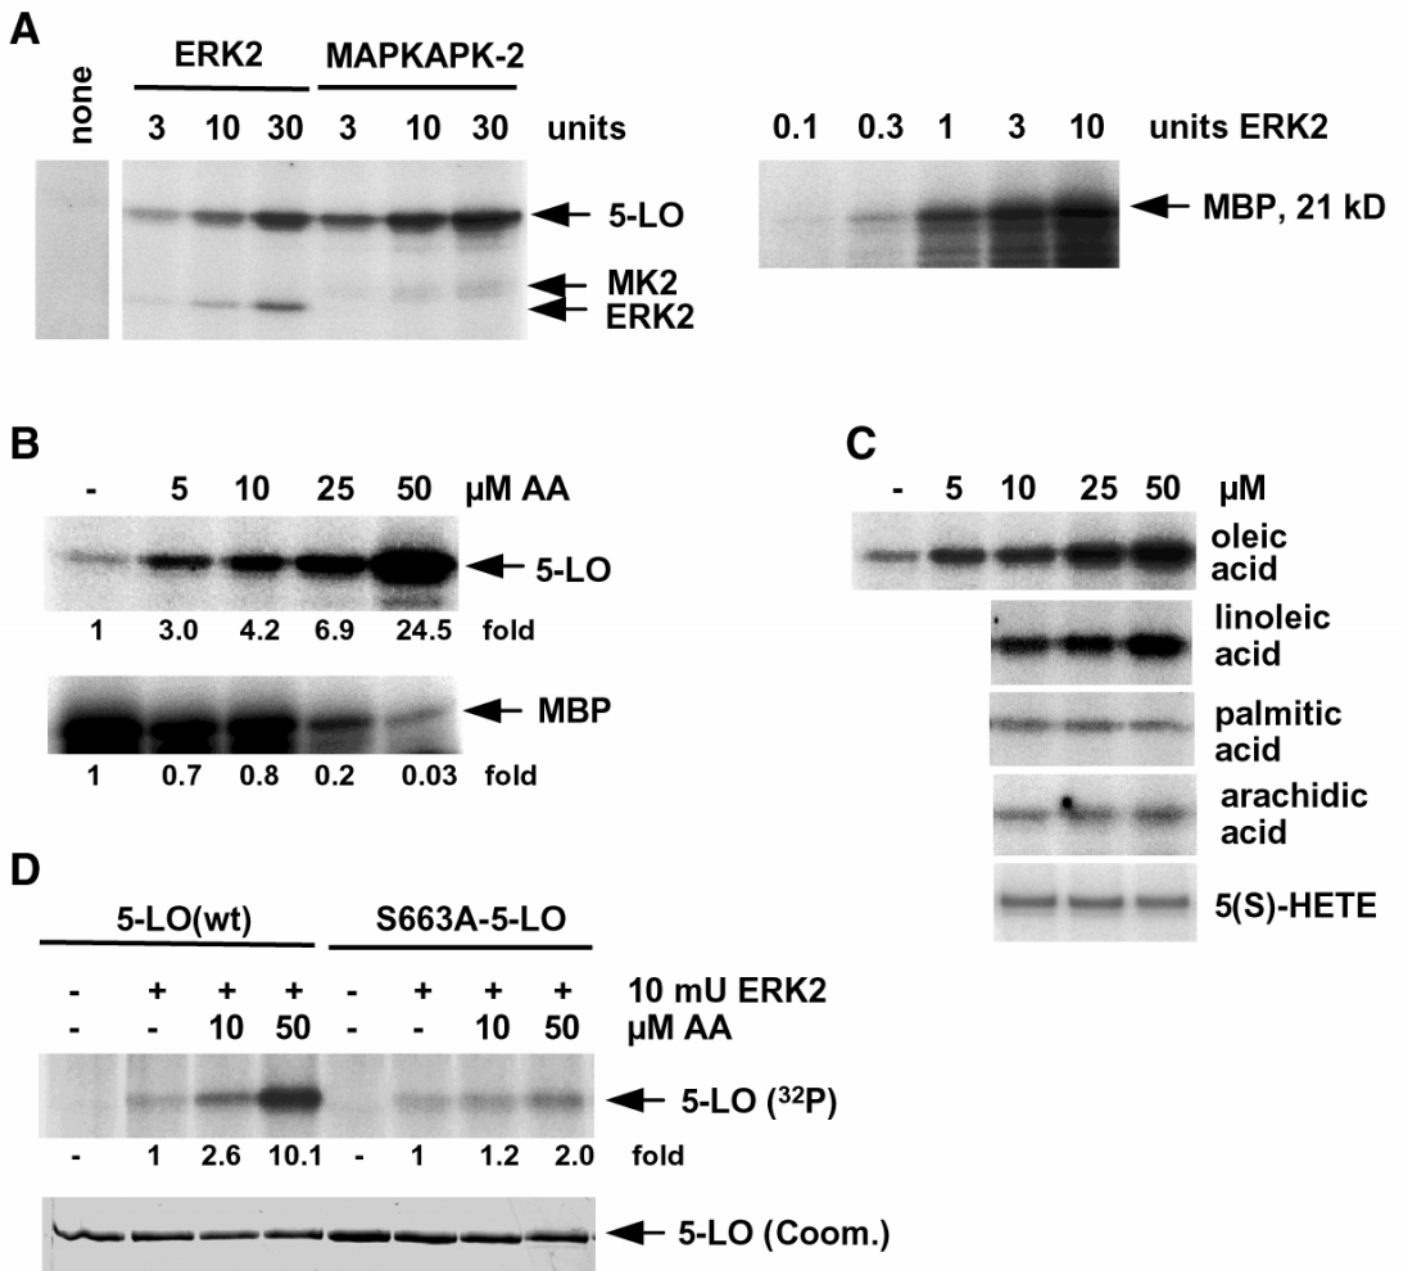 A
none
ERK2 MAPKAPK-2
3 10 30 3 10 30 units
5-LO
MK2
ERK2
0.1 0.3 1 3 10 units ERK2
MBP, 21 kD
B
- 5 10 25 50 µM AA
5-LO
1 3.0 4.2 6.9 24.5 fold
MBP
1 0.7 0.8 0.2 0.03 fold
C
- 5 10 25 50 µM
oleic
acid
linoleic
acid
palmitic
acid
arachidic
acid
5(S)-HETE
D
5-LO(wt) S663A-5-LO
- + + + - + + + 10 mU ERK2
- - 10 50 - - 10 50 µM AA
5-LO (³²P)
- 1 2.6 10.1 - 1 1.2 2.0 fold
5-LO (Coom.)